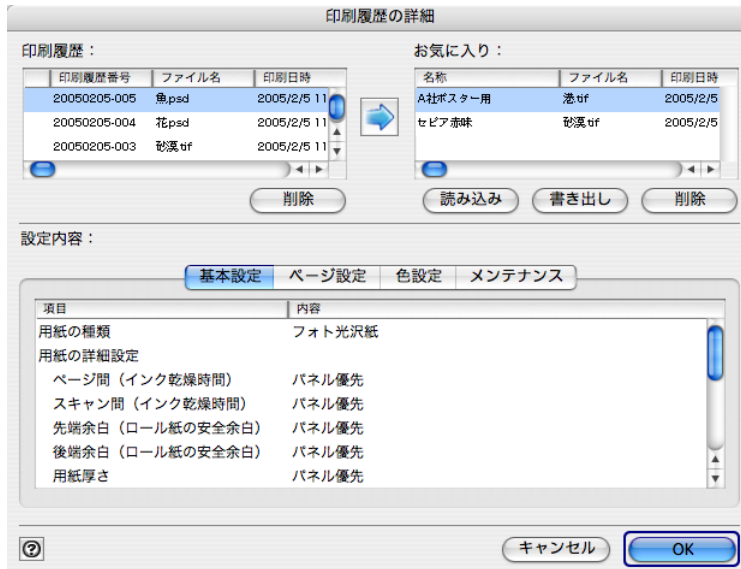 印刷履歴の詳細
印刷履歴：
印刷履歴番号 ファイル名 印刷日時
20050205-005 魚.psd 2005/2/5 11
20050205-004 花.psd 2005/2/5 11
20050205-003 砂漠.tif 2005/2/5 11
削除
お気に入り：
名称 ファイル名 印刷日時
A社ポスター用 港.tif 2005/2/5
セピア赤味 砂漠.tif 2005/2/5
読み込み 書き出し 削除
設定内容：
基本設定 ページ設定 色設定 メンテナンス
項目 内容
用紙の種類 フォト光沢紙
用紙の詳細設定
ページ間（インク乾燥時間） パネル優先
スキャン間（インク乾燥時間） パネル優先
先端余白（ロール紙の安全余白） パネル優先
後端余白（ロール紙の安全余白） パネル優先
用紙厚さ パネル優先
? キャンセル OK